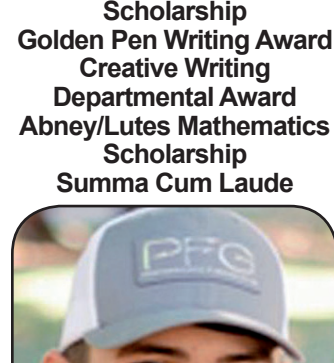 Scholarship
Golden Pen Writing Award
Creative Writing
Departmental Award
Abney/Lutes Mathematics
Scholarship
Summa Cum Laude
PFG